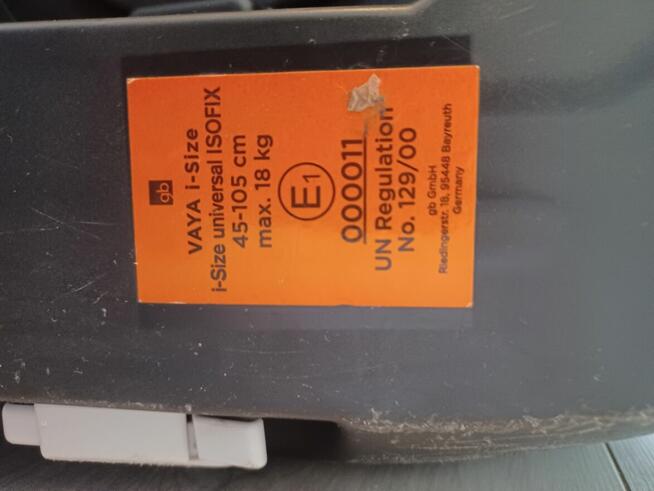 gb
VAYA i-Size
i-Size universal ISOFIX
45-105 cm
max. 18 kg
E1
000011
UN Regulation
No. 129/00
gb GmbH
Riedingerstr. 18, 95448 Bayreuth
Germany